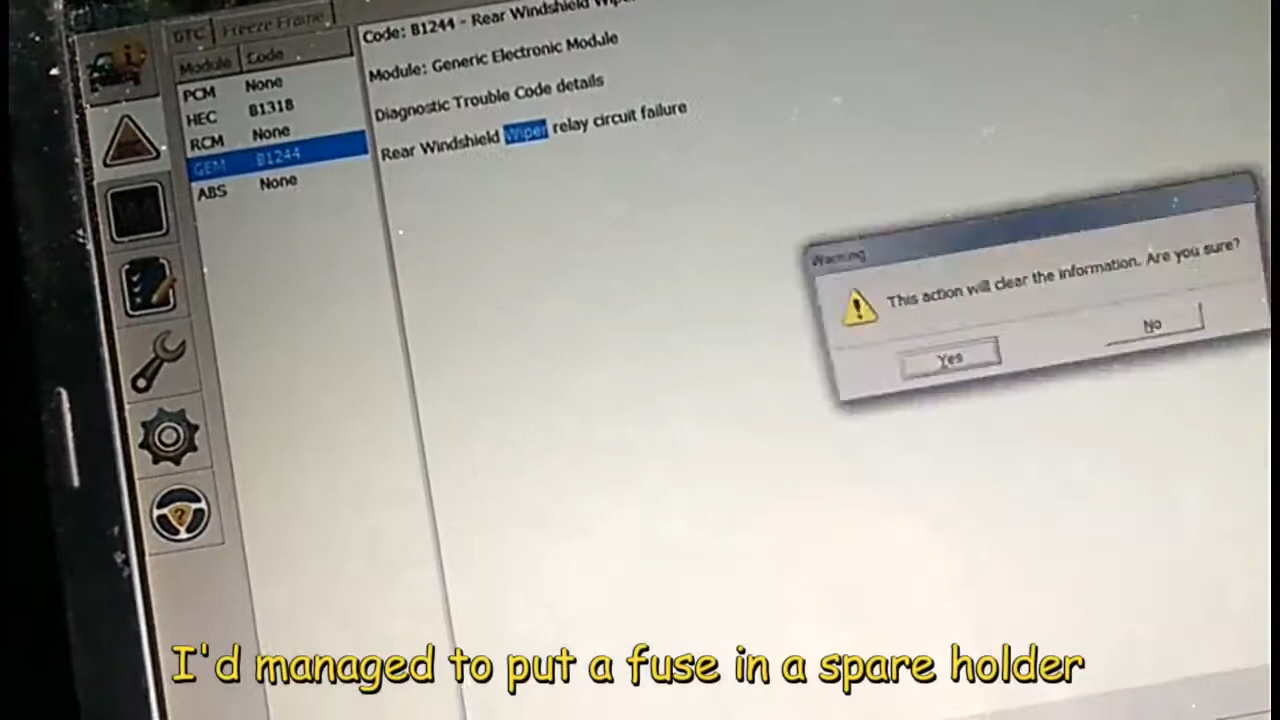 DTC
Freeze Frame
Module
Code
PCM None
HEC B1318
RCM None
GEM B1244
ABS None
Code: B1244 - Rear Windshield
Module: Generic Electronic Module
Diagnostic Trouble Code details
Rear Windshield Wiper relay circuit failure
Warning
This action will clear the information. Are you sure?
Yes
No
I'd managed to put a fuse in a spare holder